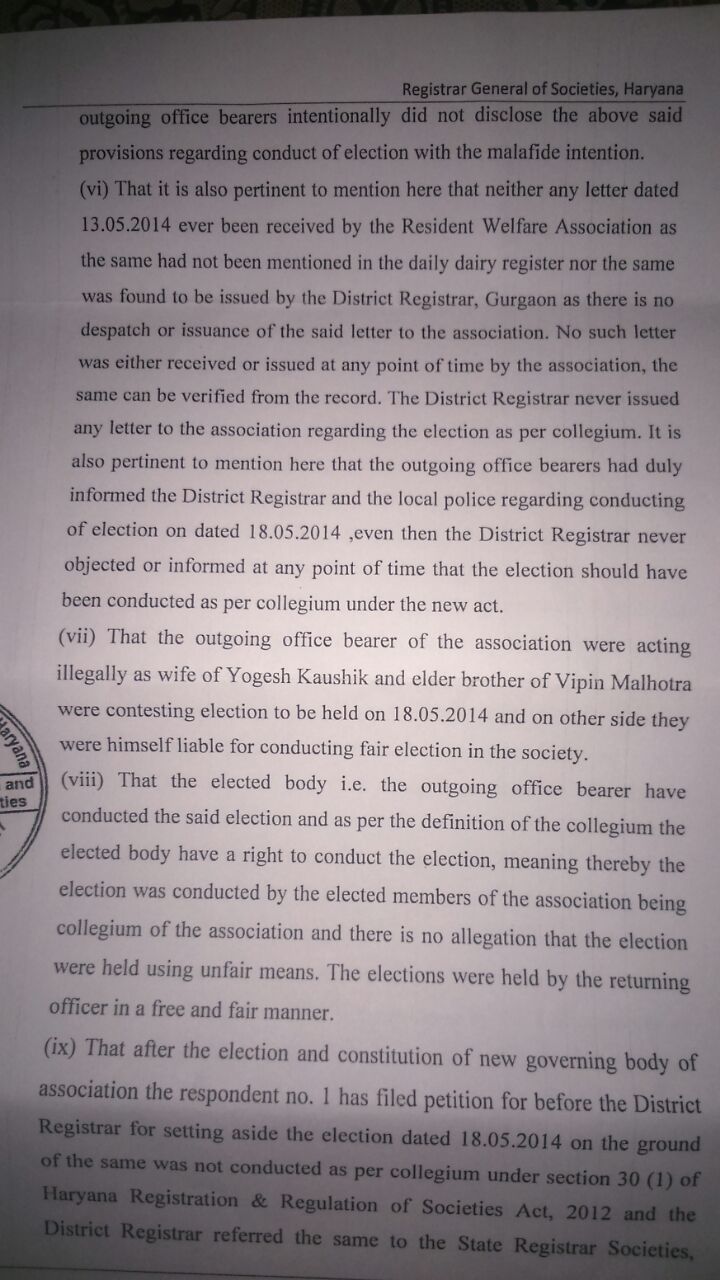 Registrar General of Societies, Haryana
outgoing office bearers intentionally did not disclose the above said
provisions regarding conduct of election with the malafide intention.
(vi) That it is also pertinent to mention here that neither any letter dated
13.05.2014 ever been received by the Resident Welfare Association as
the same had not been mentioned in the daily dairy register nor the same
was found to be issued by the District Registrar, Gurgaon as there is no
despatch or issuance of the said letter to the association. No such letter
was either received or issued at any point of time by the association, the
same can be verified from the record. The District Registrar never issued
any letter to the association regarding the election as per collegium. It is
also pertinent to mention here that the outgoing office bearers had duly
informed the District Registrar and the local police regarding conducting
of election on dated 18.05.2014 ,even then the District Registrar never
objected or informed at any point of time that the election should have
been conducted as per collegium under the new act.
(vii) That the outgoing office bearer of the association were acting
illegally as wife of Yogesh Kaushik and elder brother of Vipin Malhotra
were contesting election to be held on 18.05.2014 and on other side they
were himself liable for conducting fair election in the society.
(viii) That the elected body i.e. the outgoing office bearer have
conducted the said election and as per the definition of the collegium the
elected body have a right to conduct the election, meaning thereby the
election was conducted by the elected members of the association being
collegium of the association and there is no allegation that the election
were held using unfair means. The elections were held by the returning
officer in a free and fair manner.
(ix) That after the election and constitution of new governing body of
association the respondent no. 1 has filed petition for before the District
Registrar for setting aside the election dated 18.05.2014 on the ground
of the same was not conducted as per collegium under section 30 (1) of
Haryana Registration & Regulation of Societies Act, 2012 and the
District Registrar referred the same to the State Registrar Societies,
Haryana
and
ties